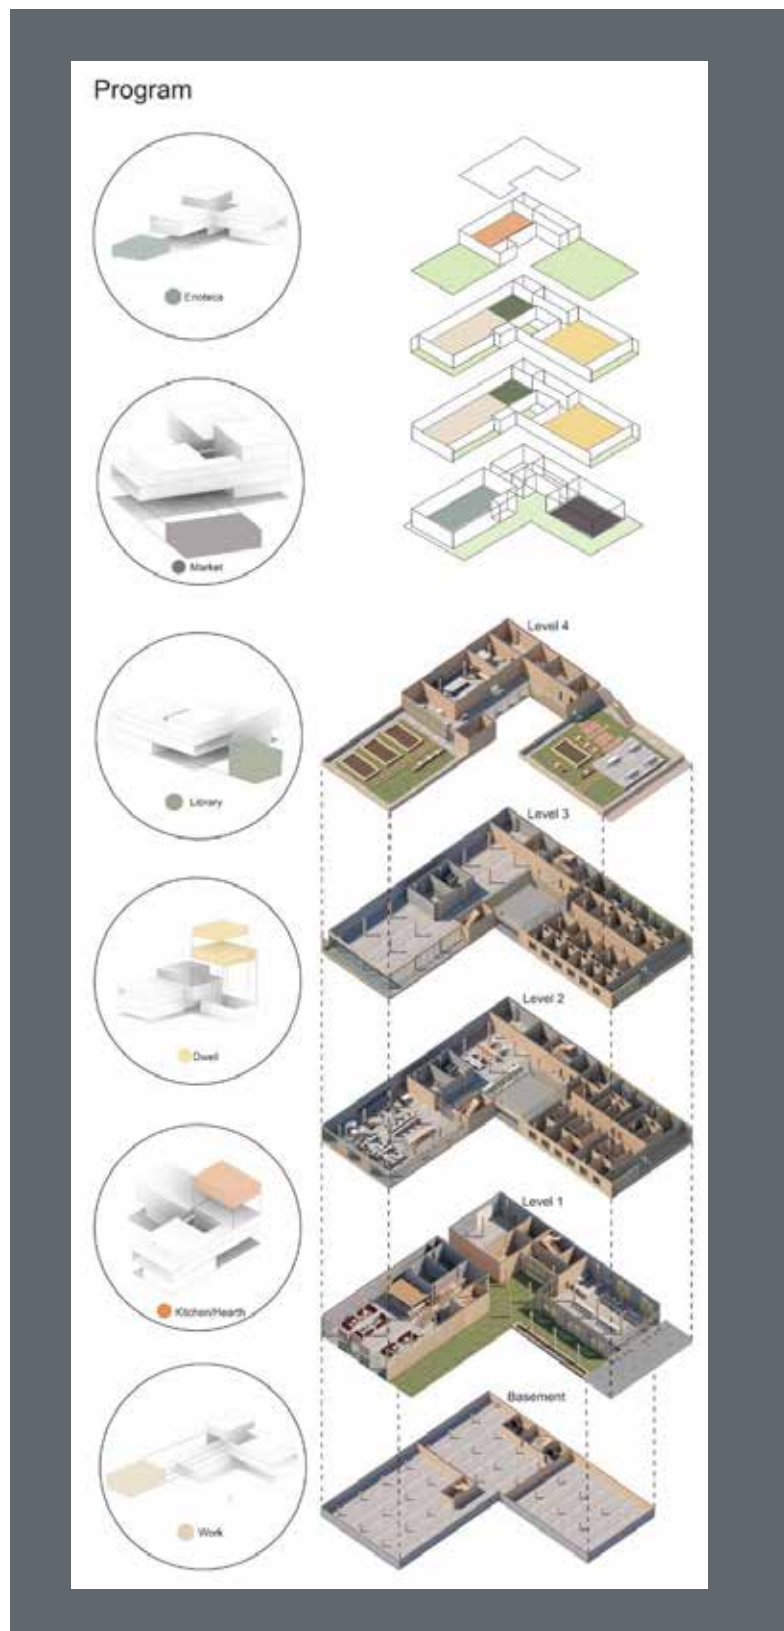 Program
Enoteca
Market
Library
Dwell
Kitchen/Hearth
Work
Level 4
Level 3
Level 2
Level 1
Basement